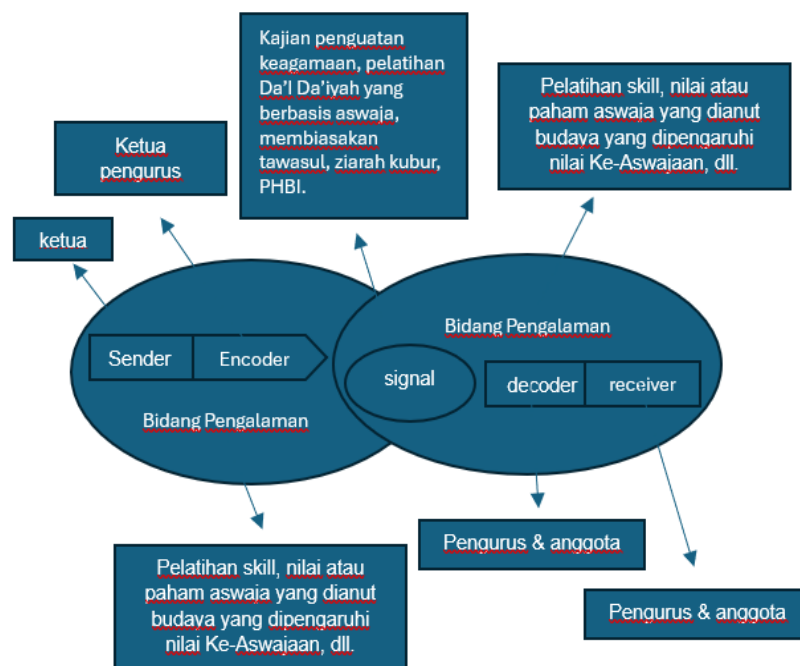 Kajian penguatan
keagamaan, pelatihan
Da'I Da'iyah yang
berbasis aswaja,
membiasakan
tawasul, ziarah kubur,
PHBI.
Pelatihan skill, nilai atau
paham aswaja yang dianut
budaya yang dipengaruhi
nilai Ke-Aswajaan, dll.
Ketua
pengurus
ketua
Sender
Encoder
Bidang Pengalaman
Bidang Pengalaman
signal
decoder
receiver
Pengurus & anggota
Pelatihan skill, nilai atau
paham aswaja yang dianut
budaya yang dipengaruhi
nilai Ke-Aswajaan, dll.
Pengurus & anggota